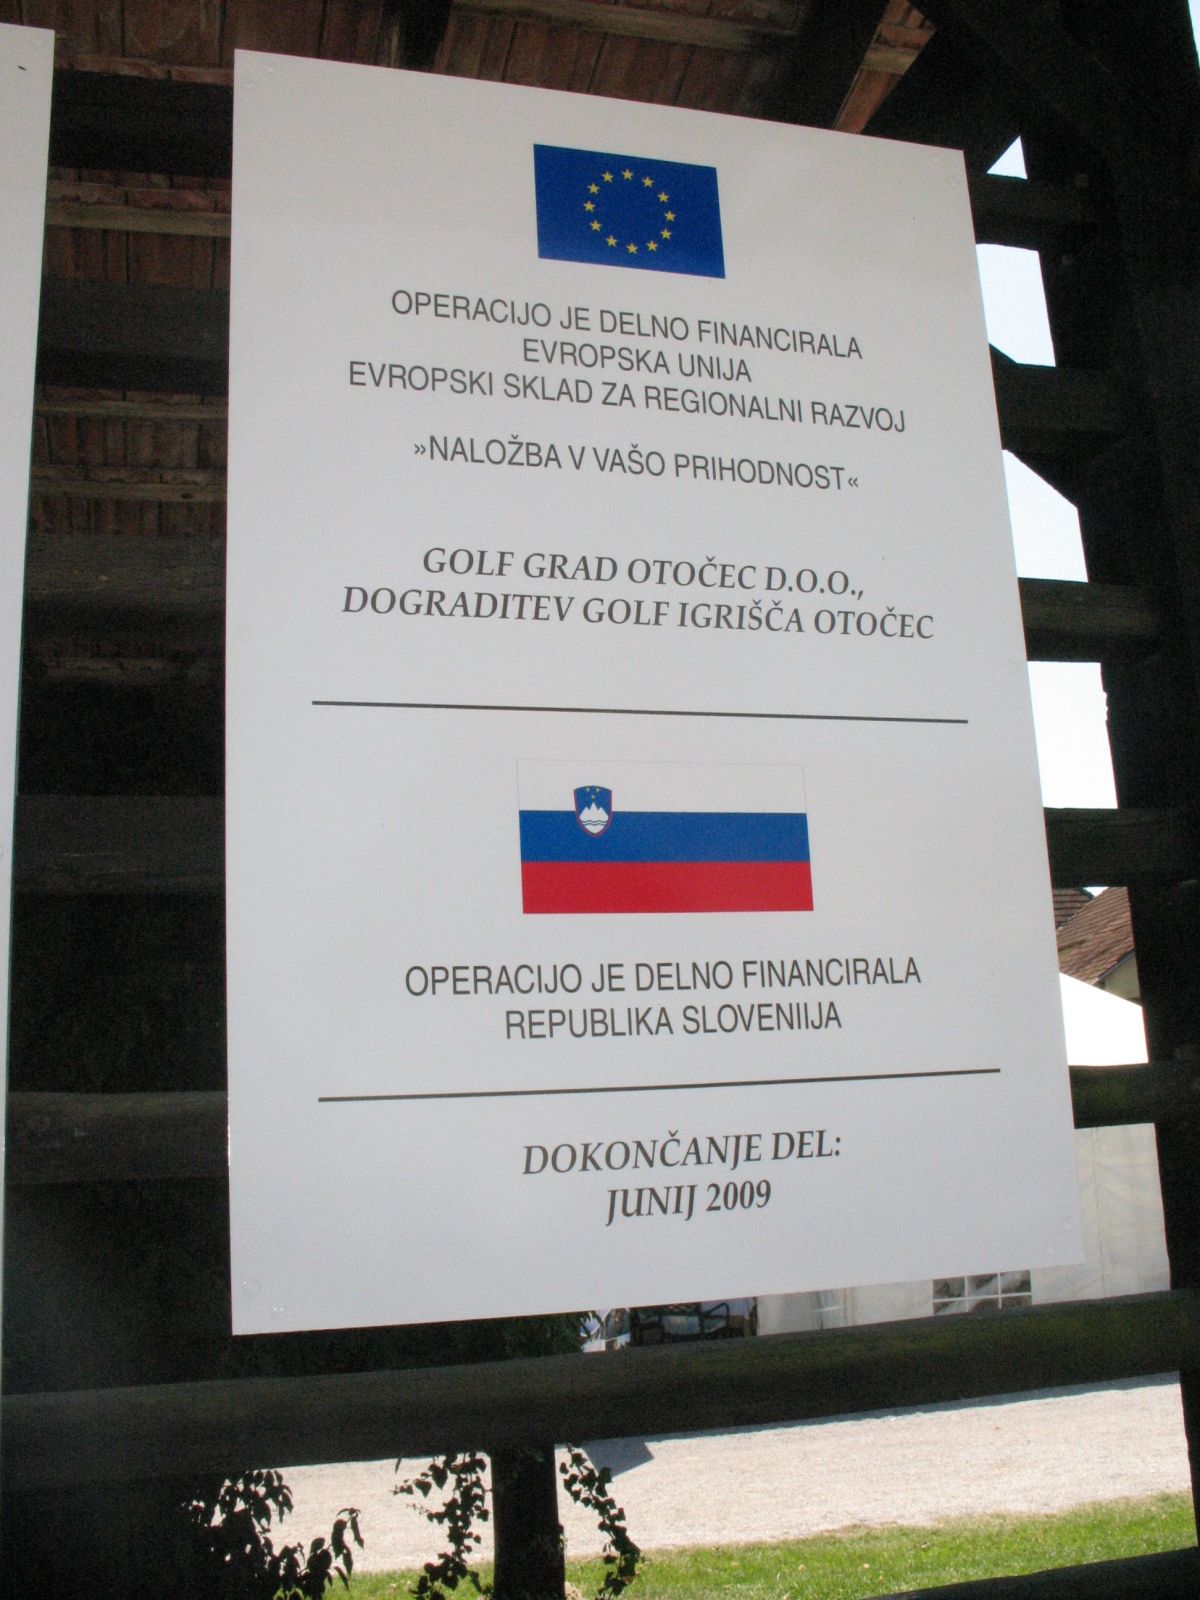 OPERACIJO JE DELNO FINANCIRALA
EVROPSKA UNIJA
EVROPSKI SKLAD ZA REGIONALNI RAZVOJ
»NALOŽBA V VAŠO PRIHODNOST«
GOLF GRAD OTOČEC D.O.O.,
DOGRADITEV GOLF IGRIŠČA OTOČEC
OPERACIJO JE DELNO FINANCIRALA
REPUBLIKA SLOVENIIJA
DOKONČANJE DEL:
JUNIJ 2009